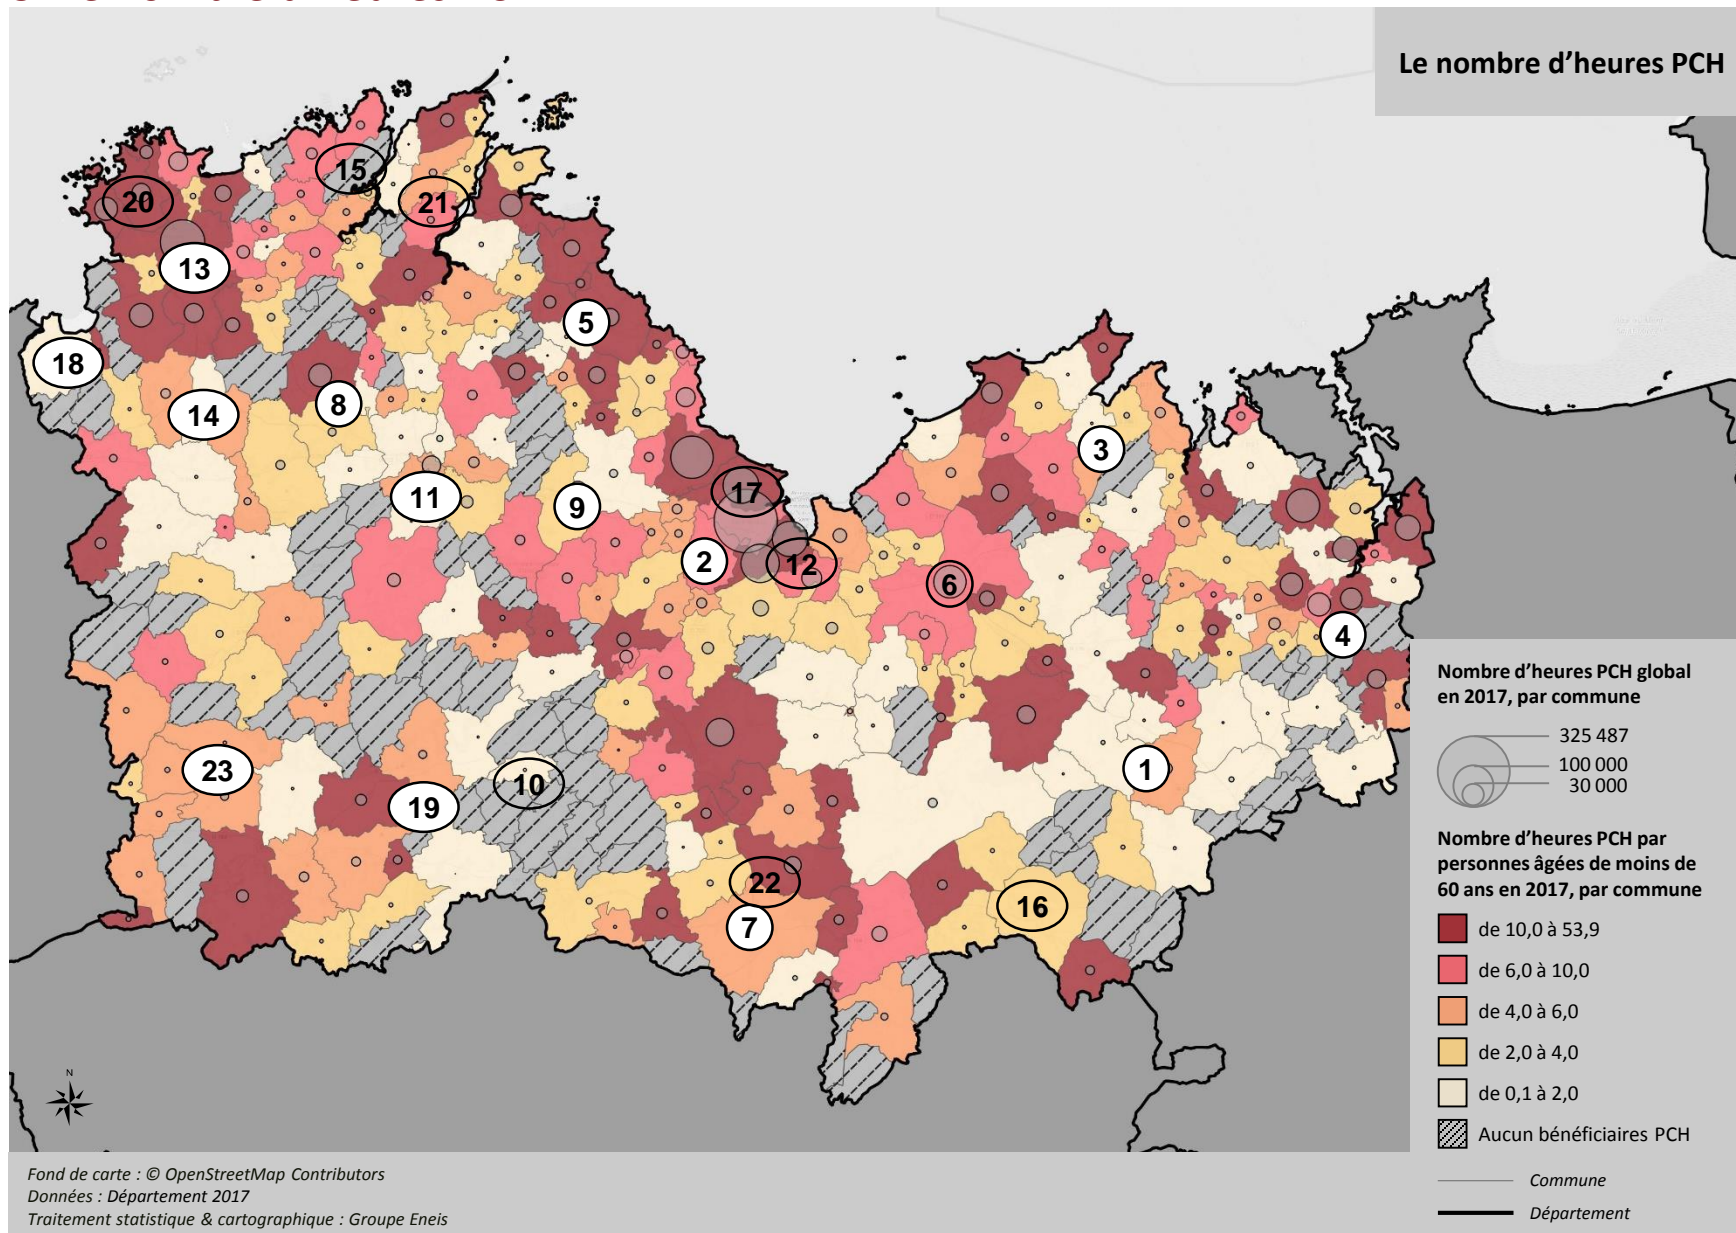 Le nombre d'heures PCH
15
20
21
13
5
18
8
14
3
11
9
17
2
12
6
4
1
23
10
19
22
16
7
Nombre d'heures PCH global
en 2017, par commune
325 487
100 000
30 000
Nombre d'heures PCH par
personnes âgées de moins de
60 ans en 2017, par commune
de 10,0 à 53,9
de 6,0 à 10,0
de 4,0 à 6,0
de 2,0 à 4,0
de 0,1 à 2,0
Aucun bénéficiaires PCH
Commune
Département
N
Fond de carte : © OpenStreetMap Contributors
Données : Département 2017
Traitement statistique & cartographique : Groupe Eneis